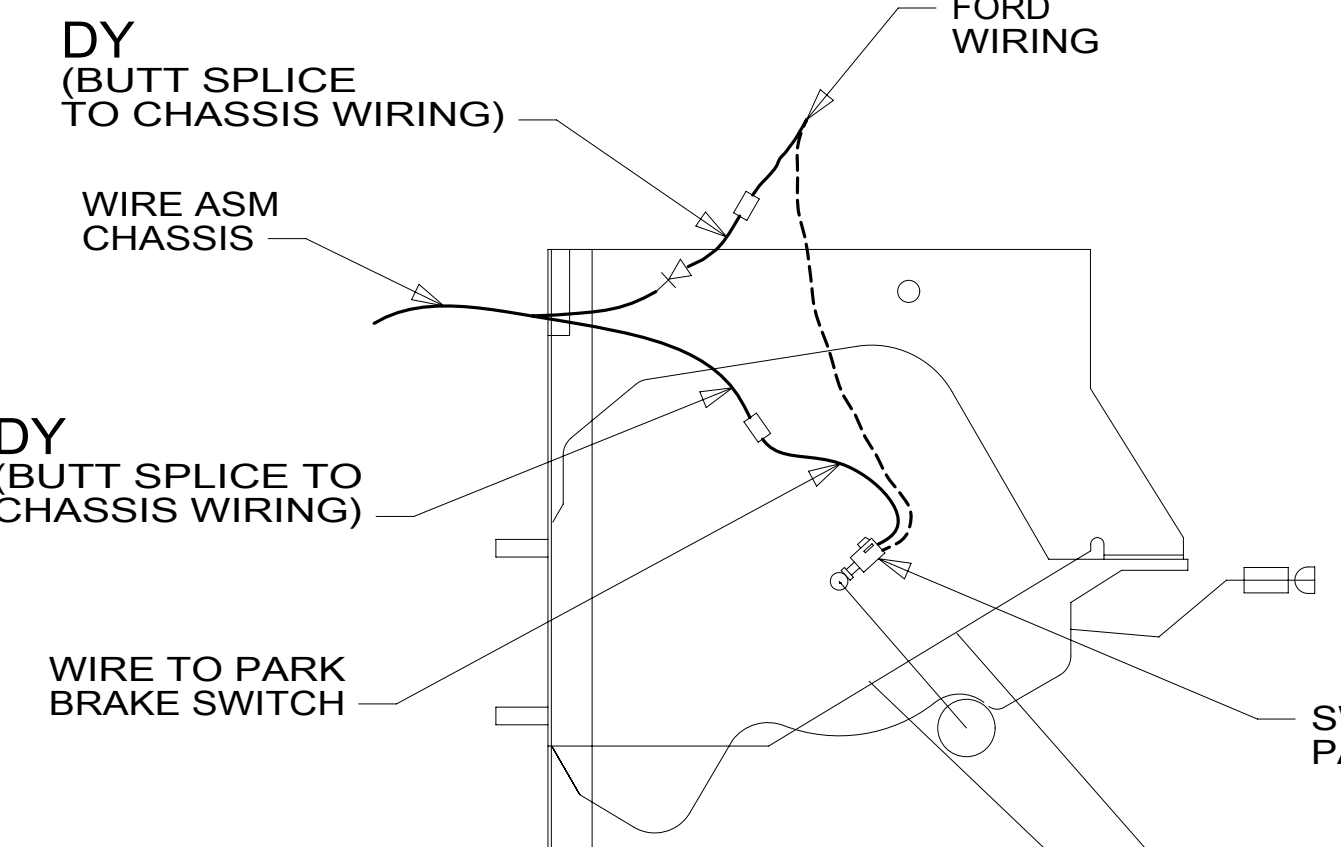 DY
(BUTT SPLICE
TO CHASSIS WIRING)
FORD
WIRING
WIRE ASM
CHASSIS
DY
(BUTT SPLICE TO
CHASSIS WIRING)
WIRE TO PARK
BRAKE SWITCH